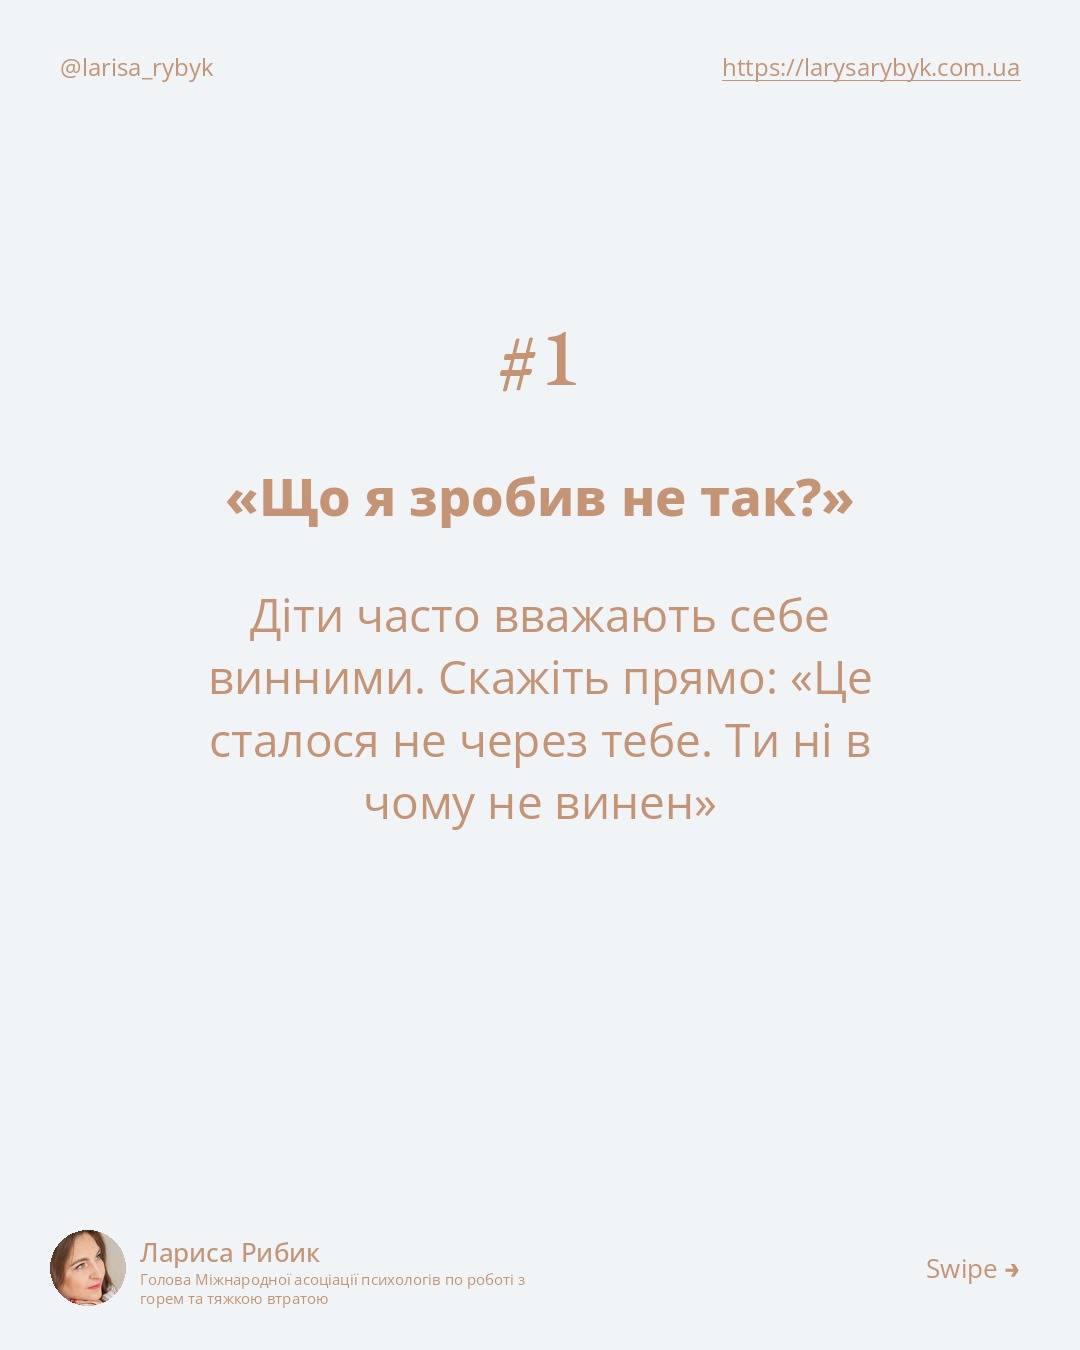 @larisa_rybyk
https://larysarybyk.com.ua
#1
«Що я зробив не так?»
Діти часто вважають себе
винними. Скажіть прямо: «Це
сталося не через тебе. Ти ні в
чому не винен»
Лариса Рибик
Голова Міжнародної асоціації психологів по роботі з
горем та тяжкою втратою
Swipe →